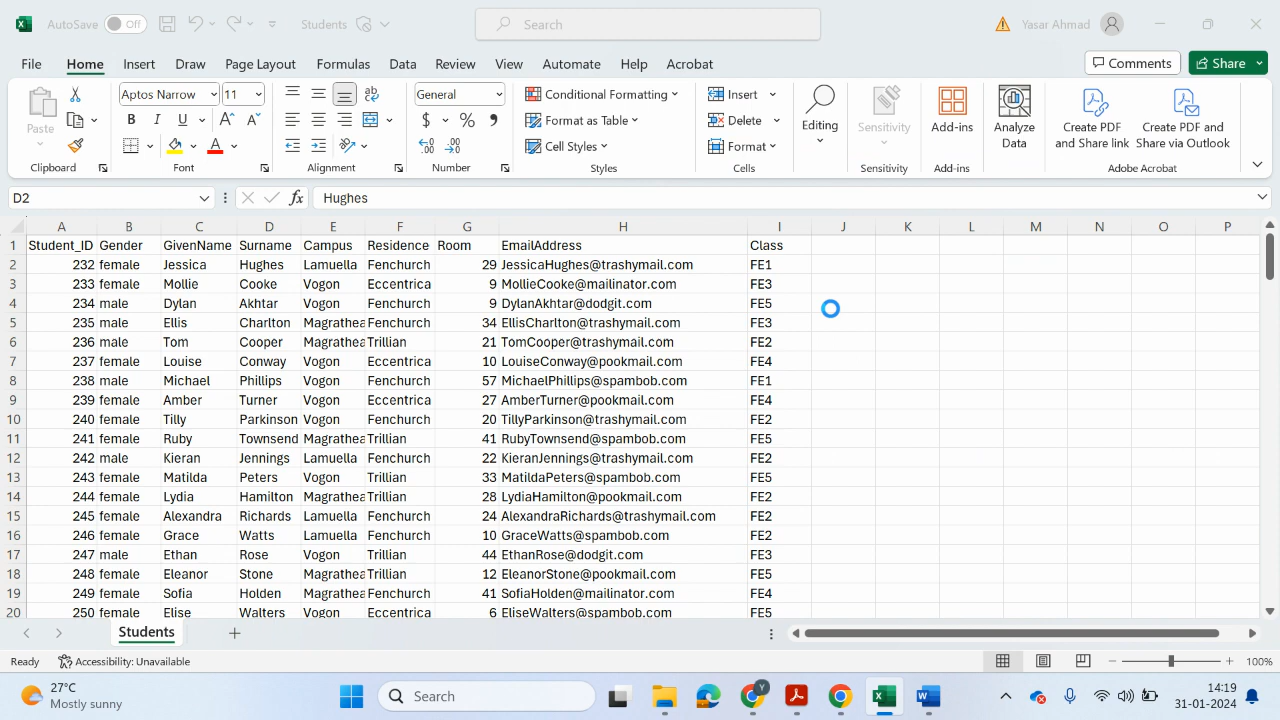 AutoSave Off Students Search Yasar Ahmad
File Home Insert Draw Page Layout Formulas Data Review View Automate Help Acrobat Comments Share
Aptos Narrow 11 General Conditional Formatting Insert
Paste B I U A A $ % Format as Table Delete Editing Sensitivity Add-ins Analyze Data Create PDF and Share link Create PDF and Share via Outlook
Cell Styles Format
Clipboard Font Alignment Number Styles Cells Sensitivity Add-ins Adobe Acrobat
D2 fx Hughes
A B C D E F G H I J K L M N O P
1 Student_ID Gender GivenName Surname Campus Residence Room EmailAddress Class
2 232 female Jessica Hughes Lamuella Fenchurch 29 JessicaHughes@trashymail.com FE1
3 233 female Mollie Cooke Vogon Eccentrica 9 MollieCooke@mailinator.com FE3
4 234 male Dylan Akhtar Vogon Fenchurch 9 DylanAkhtar@dodgit.com FE5
5 235 male Ellis Charlton Magrathea Fenchurch 34 EllisCharlton@trashymail.com FE3
6 236 male Tom Cooper Magrathea Trillian 21 TomCooper@trashymail.com FE2
7 237 female Louise Conway Vogon Eccentrica 10 LouiseConway@pookmail.com FE4
8 238 male Michael Phillips Vogon Fenchurch 57 MichaelPhillips@spambob.com FE1
9 239 female Amber Turner Vogon Eccentrica 27 AmberTurner@pookmail.com FE4
10 240 female Tilly Parkinson Vogon Fenchurch 20 TillyParkinson@trashymail.com FE2
11 241 female Ruby Townsend Magrathea Trillian 41 RubyTownsend@spambob.com FE5
12 242 male Kieran Jennings Lamuella Fenchurch 22 KieranJennings@trashymail.com FE2
13 243 female Matilda Peters Vogon Trillian 33 MatildaPeters@spambob.com FE5
14 244 female Lydia Hamilton Magrathea Trillian 28 LydiaHamilton@pookmail.com FE2
15 245 female Alexandra Richards Lamuella Fenchurch 24 AlexandraRichards@trashymail.com FE2
16 246 female Grace Watts Lamuella Fenchurch 10 GraceWatts@spambob.com FE2
17 247 male Ethan Rose Vogon Trillian 44 EthanRose@dodgit.com FE3
18 248 female Eleanor Stone Magrathea Trillian 12 EleanorStone@pookmail.com FE5
19 249 female Sofia Holden Magrathea Fenchurch 41 SofiaHolden@mailinator.com FE4
20 250 female Elise Walters Vogon Eccentrica 6 EliseWalters@spambob.com FE5
Students
Ready Accessibility: Unavailable 100%
27°C Search 14:19
Mostly sunny 31-01-2024